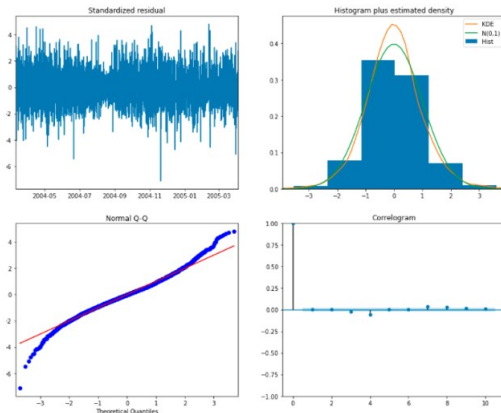 Standardized residual
4
2
0
-2
-4
-6
2004-05 2004-07 2004-09 2004-11 2005-01 2005-03
Histogram plus estimated density
KDE
N(0,1)
Hist
0.4
0.3
0.2
0.1
0.0
-3 -2 -1 0 1 2 3
Normal Q-Q
4
2
0
-2
-4
-6
-3 -2 -1 0 1 2 3
Theoretical Quantiles
Correlogram
1.00
0.75
0.50
0.25
0.00
-0.25
-0.50
-0.75
-1.00
0 2 4 6 8 10